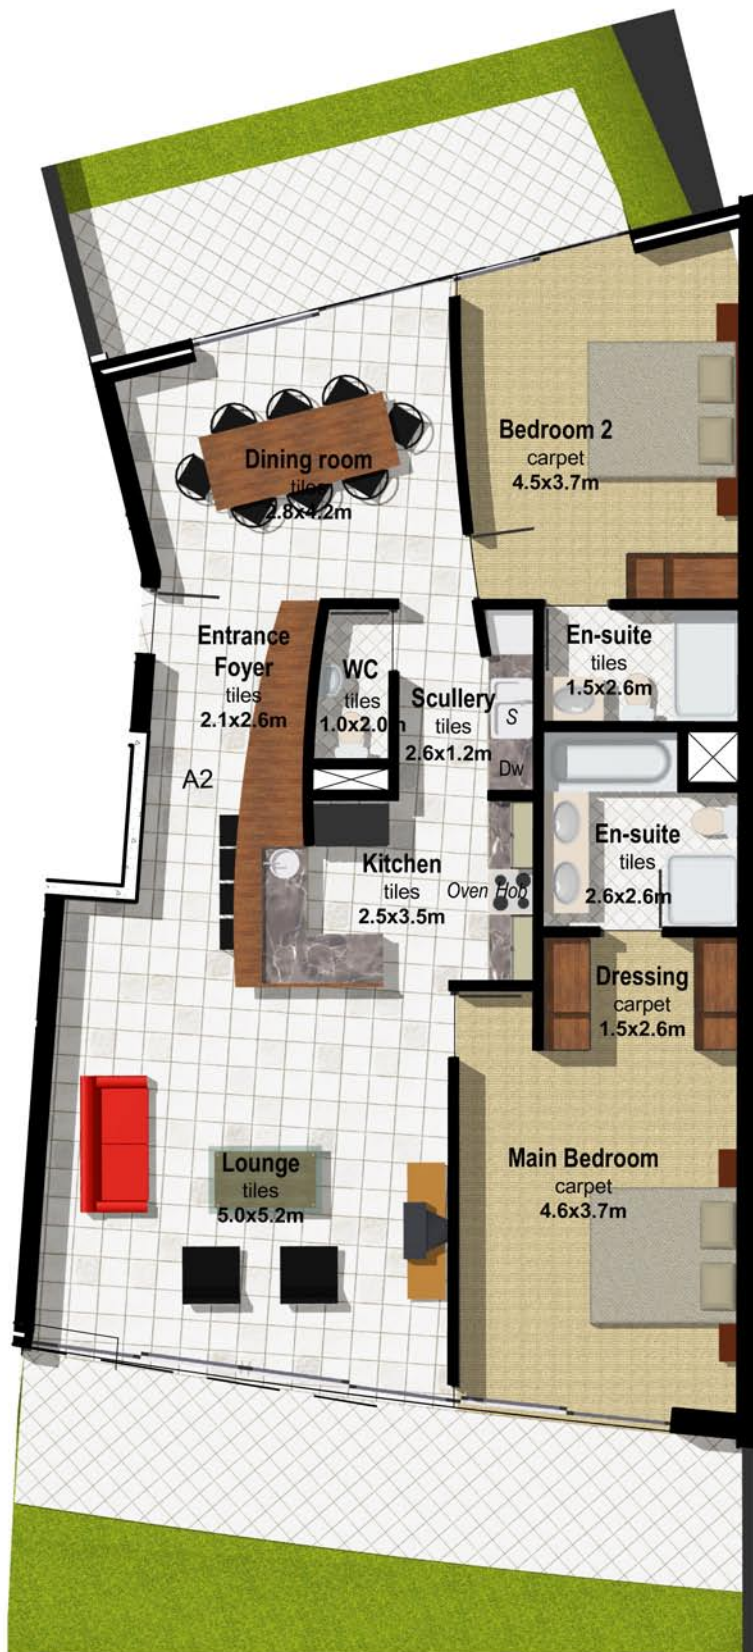 Bedroom 2
carpet
4.5x3.7m
Dining room
tiles
2.8x4.2m
Entrance
Foyer
tiles
2.1x2.6m
WC
tiles
1.0x2.0m
Scullery
tiles
2.6x1.2m
S
Dw
En-suite
tiles
1.5x2.6m
A2
Kitchen
tiles
2.5x3.5m
Oven Hob
En-suite
tiles
2.6x2.6m
Dressing
carpet
1.5x2.6m
Lounge
tiles
5.0x5.2m
Main Bedroom
carpet
4.6x3.7m